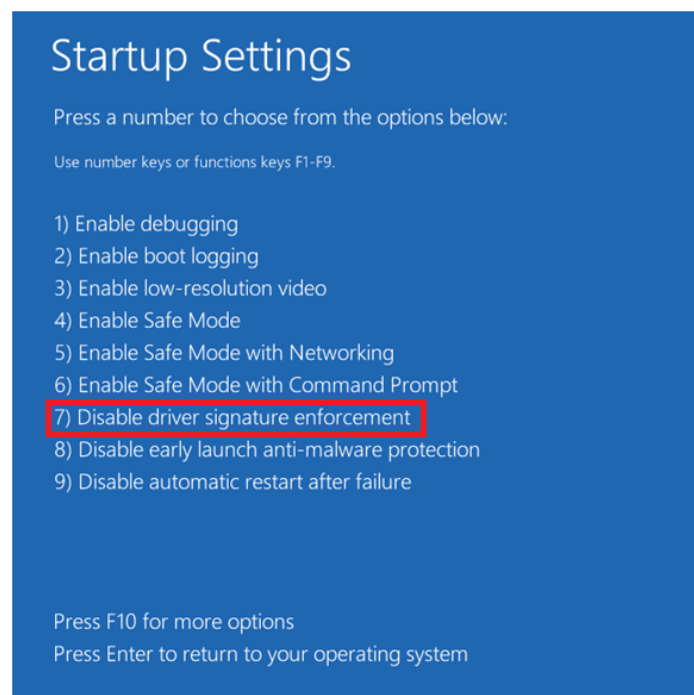 Startup Settings
Press a number to choose from the options below:
Use number keys or functions keys F1-F9.
1) Enable debugging
2) Enable boot logging
3) Enable low-resolution video
4) Enable Safe Mode
5) Enable Safe Mode with Networking
6) Enable Safe Mode with Command Prompt
7) Disable driver signature enforcement
8) Disable early launch anti-malware protection
9) Disable automatic restart after failure
Press F10 for more options
Press Enter to return to your operating system